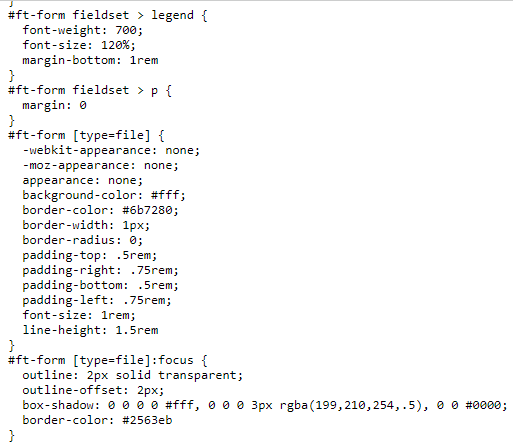 }
#ft-form fieldset > legend {
  font-weight: 700;
  font-size: 120%;
  margin-bottom: 1rem
}
#ft-form fieldset > p {
  margin: 0
}
#ft-form [type=file] {
  -webkit-appearance: none;
  -moz-appearance: none;
  appearance: none;
  background-color: #fff;
  border-color: #6b7280;
  border-width: 1px;
  border-radius: 0;
  padding-top: .5rem;
  padding-right: .75rem;
  padding-bottom: .5rem;
  padding-left: .75rem;
  font-size: 1rem;
  line-height: 1.5rem
}
#ft-form [type=file]:focus {
  outline: 2px solid transparent;
  outline-offset: 2px;
  box-shadow: 0 0 0 0 #fff, 0 0 0 3px rgba(199,210,254,.5), 0 0 #0000;
  border-color: #2563eb
}